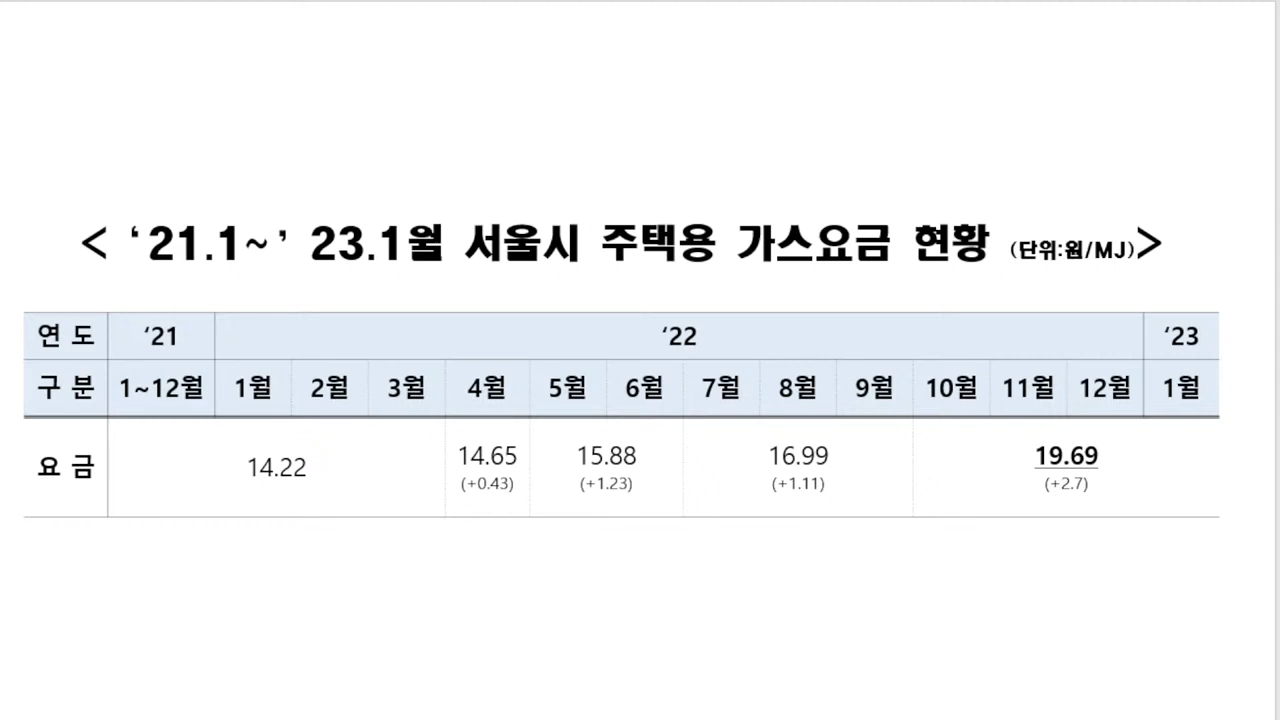 < ‘21.1~’ 23.1월 서울시 주택용 가스요금 현황 (단위:원/MJ)>
연 도 ‘21 ‘22 ‘23
구 분 1~12월 1월 2월 3월 4월 5월 6월 7월 8월 9월 10월 11월 12월 1월
요 금 14.22 14.65 15.88 16.99 19.69
(+0.43) (+1.23) (+1.11) (+2.7)